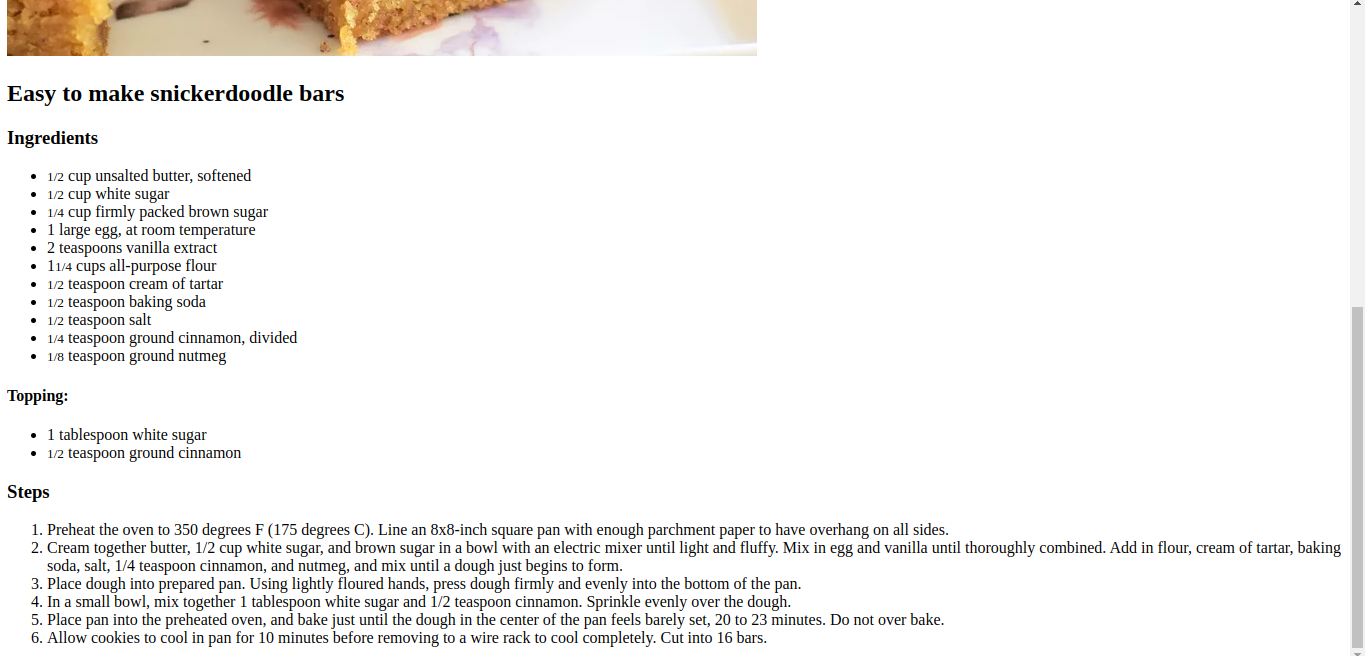 Easy to make snickerdoodle bars
Ingredients
• 1/2 cup unsalted butter, softened
• 1/2 cup white sugar
• 1/4 cup firmly packed brown sugar
• 1 large egg, at room temperature
• 2 teaspoons vanilla extract
• 11/4 cups all-purpose flour
• 1/2 teaspoon cream of tartar
• 1/2 teaspoon baking soda
• 1/2 teaspoon salt
• 1/4 teaspoon ground cinnamon, divided
• 1/8 teaspoon ground nutmeg
Topping:
• 1 tablespoon white sugar
• 1/2 teaspoon ground cinnamon
Steps
1. Preheat the oven to 350 degrees F (175 degrees C). Line an 8x8-inch square pan with enough parchment paper to have overhang on all sides.
2. Cream together butter, 1/2 cup white sugar, and brown sugar in a bowl with an electric mixer until light and fluffy. Mix in egg and vanilla until thoroughly combined. Add in flour, cream of tartar, baking
soda, salt, 1/4 teaspoon cinnamon, and nutmeg, and mix until a dough just begins to form.
3. Place dough into prepared pan. Using lightly floured hands, press dough firmly and evenly into the bottom of the pan.
4. In a small bowl, mix together 1 tablespoon white sugar and 1/2 teaspoon cinnamon. Sprinkle evenly over the dough.
5. Place pan into the preheated oven, and bake just until the dough in the center of the pan feels barely set, 20 to 23 minutes. Do not over bake.
6. Allow cookies to cool in pan for 10 minutes before removing to a wire rack to cool completely. Cut into 16 bars.